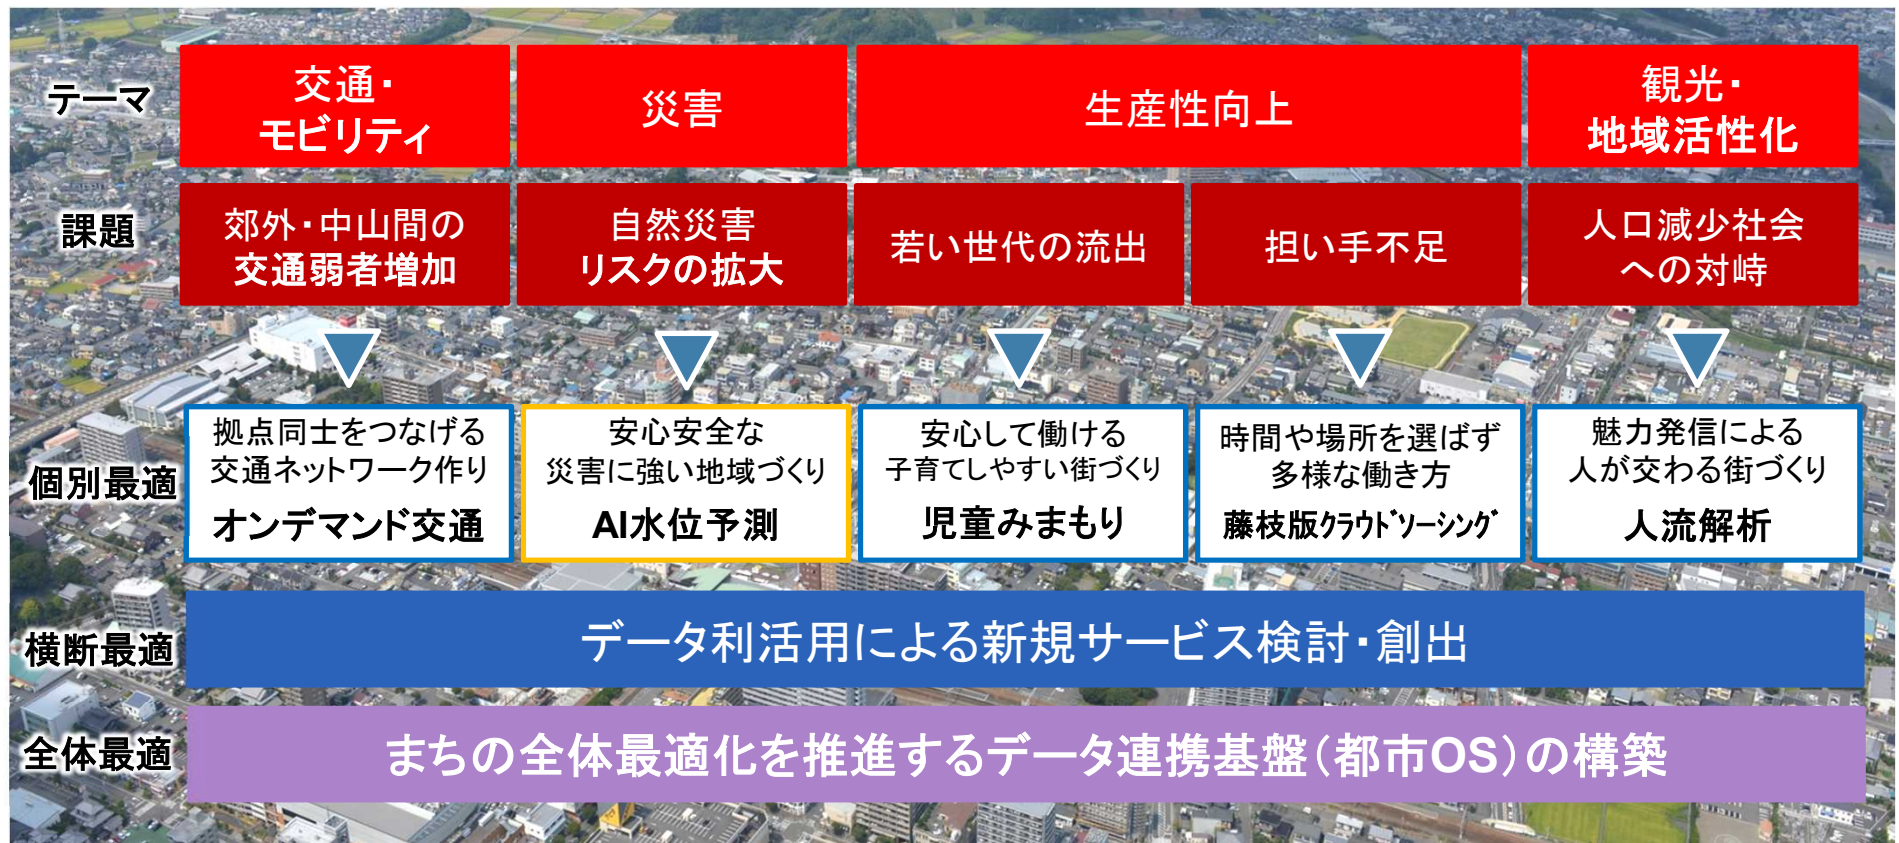 テーマ
交通・
モビリティ
災害
生産性向上
観光・
地域活性化
課題
郊外・中山間の
交通弱者増加
自然災害
リスクの拡大
若い世代の流出
担い手不足
人口減少社会
への対峙
個別最適
拠点同士をつなげる
交通ネットワーク作り
オンデマンド交通
安心安全な
災害に強い地域づくり
AI水位予測
安心して働ける
子育てしやすい街づくり
児童みまもり
時間や場所を選ばず
多様な働き方
藤枝版ｸﾗｳﾄﾞｿｰｼﾝｸﾞ
魅力発信による
人が交わる街づくり
人流解析
横断最適
データ利活用による新規サービス検討・創出
全体最適
まちの全体最適化を推進するデータ連携基盤（都市OS）の構築